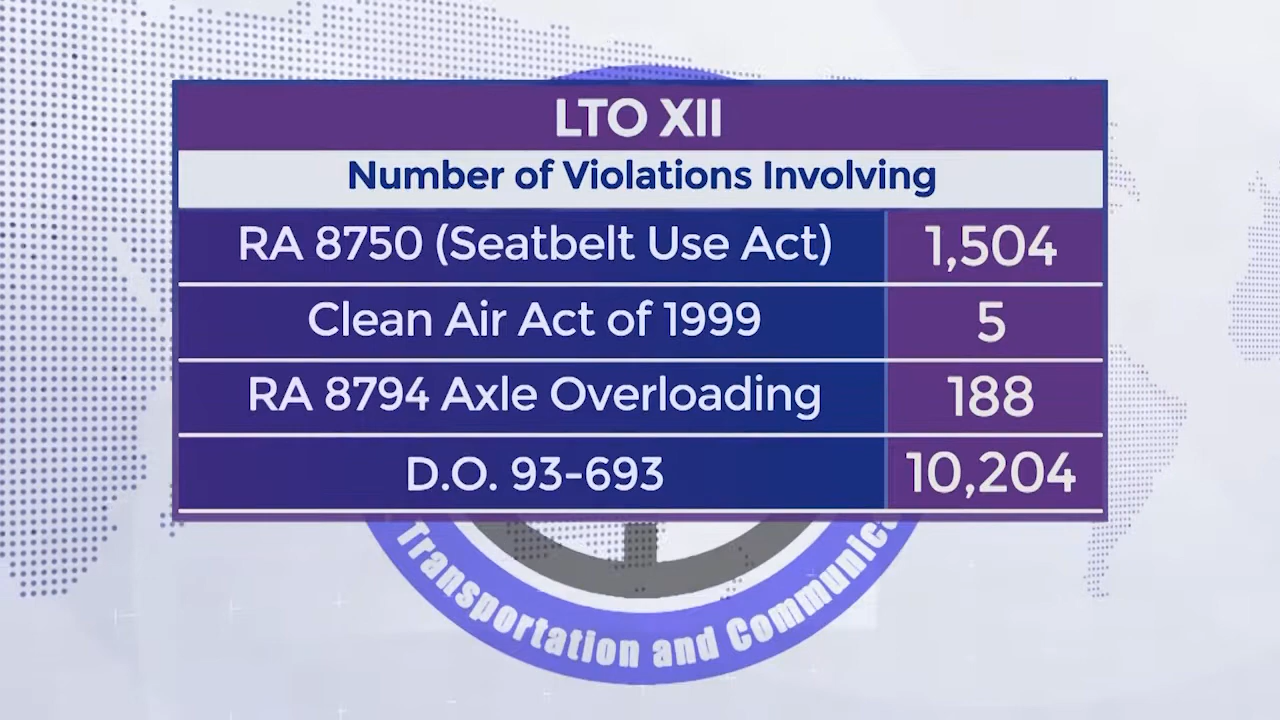 LTO XII
Number of Violations Involving
RA 8750 (Seatbelt Use Act) 1,504
Clean Air Act of 1999 5
RA 8794 Axle Overloading 188
D.O. 93-693 10,204
Transportation and